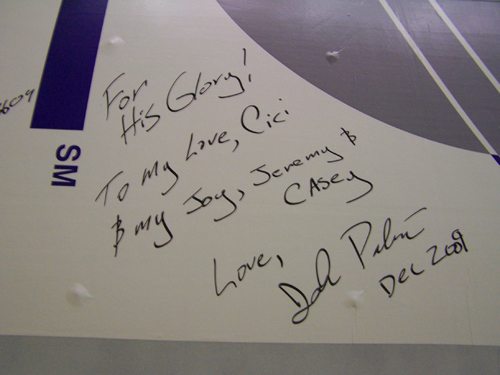 For
His Glory!
To my Love, Cici
& my Joy, Jeremy &
Casey
Love,
Dec 2009
SM